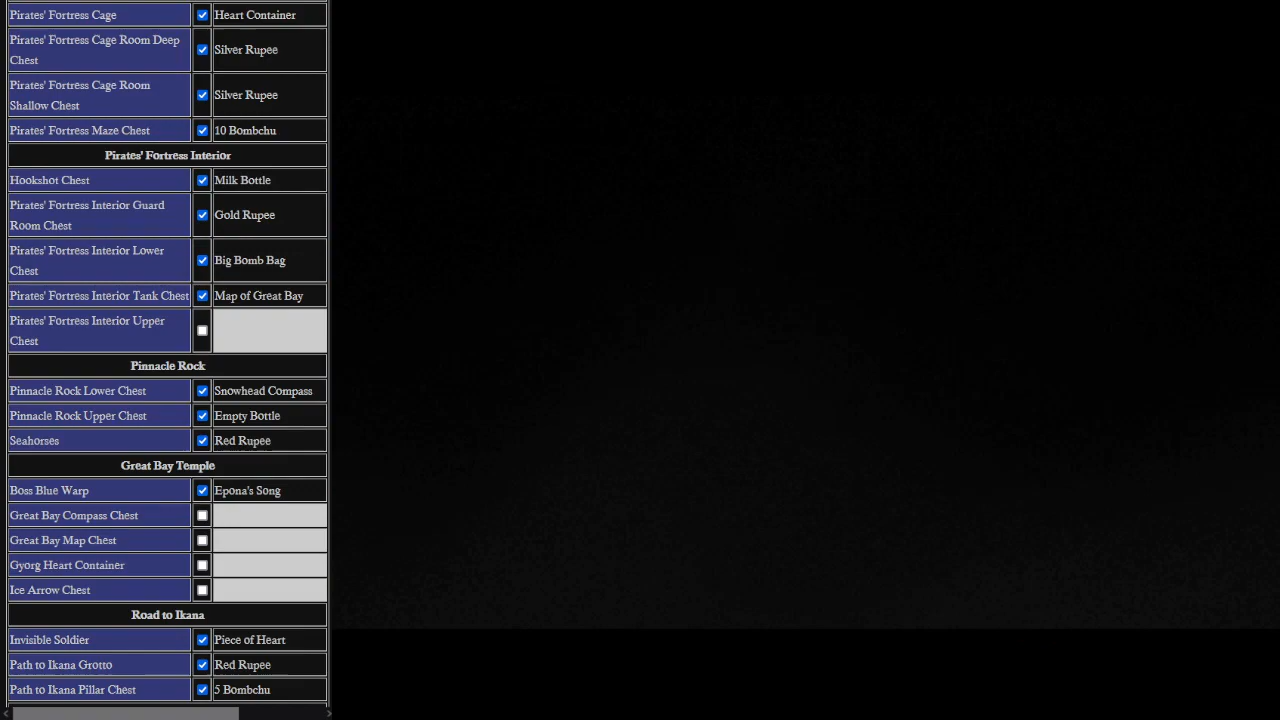 Pirates' Fortress Cage Heart Container
Pirates' Fortress Cage Room Deep
Chest Silver Rupee
Pirates' Fortress Cage Room
Shallow Chest Silver Rupee
Pirates' Fortress Maze Chest 10 Bombchu
Pirates' Fortress Interior
Hookshot Chest Milk Bottle
Pirates' Fortress Interior Guard
Room Chest Gold Rupee
Pirates' Fortress Interior Lower
Chest Big Bomb Bag
Pirates' Fortress Interior Tank Chest Map of Great Bay
Pirates' Fortress Interior Upper
Chest
Pinnacle Rock
Pinnacle Rock Lower Chest Snowhead Compass
Pinnacle Rock Upper Chest Empty Bottle
Seahorses Red Rupee
Great Bay Temple
Boss Blue Warp Epona's Song
Great Bay Compass Chest
Great Bay Map Chest
Gyorg Heart Container
Ice Arrow Chest
Road to Ikana
Invisible Soldier Piece of Heart
Path to Ikana Grotto Red Rupee
Path to Ikana Pillar Chest 5 Bombchu